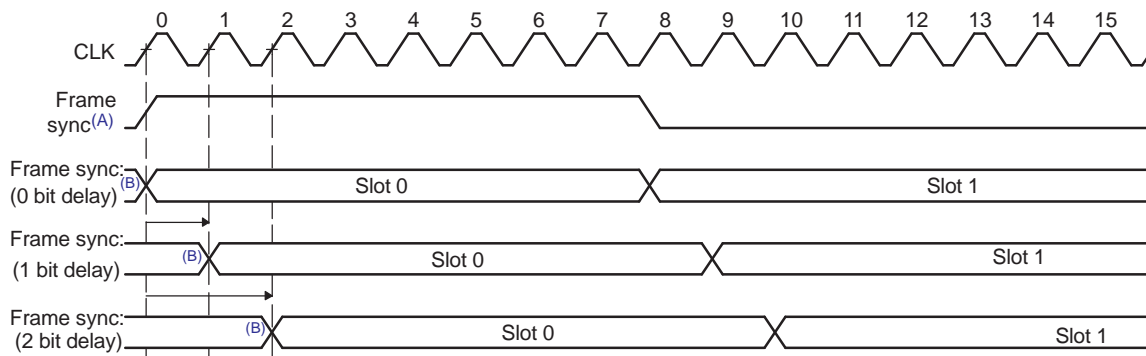 0 1 2 3 4 5 6 7 8 9 10 11 12 13 14 15
CLK
Frame
sync(A)
Frame sync:
(0 bit delay)
(B)
Slot 0
Slot 1
Frame sync:
(1 bit delay)
(B)
Slot 0
Slot 1
Frame sync:
(2 bit delay)
(B)
Slot 0
Slot 1